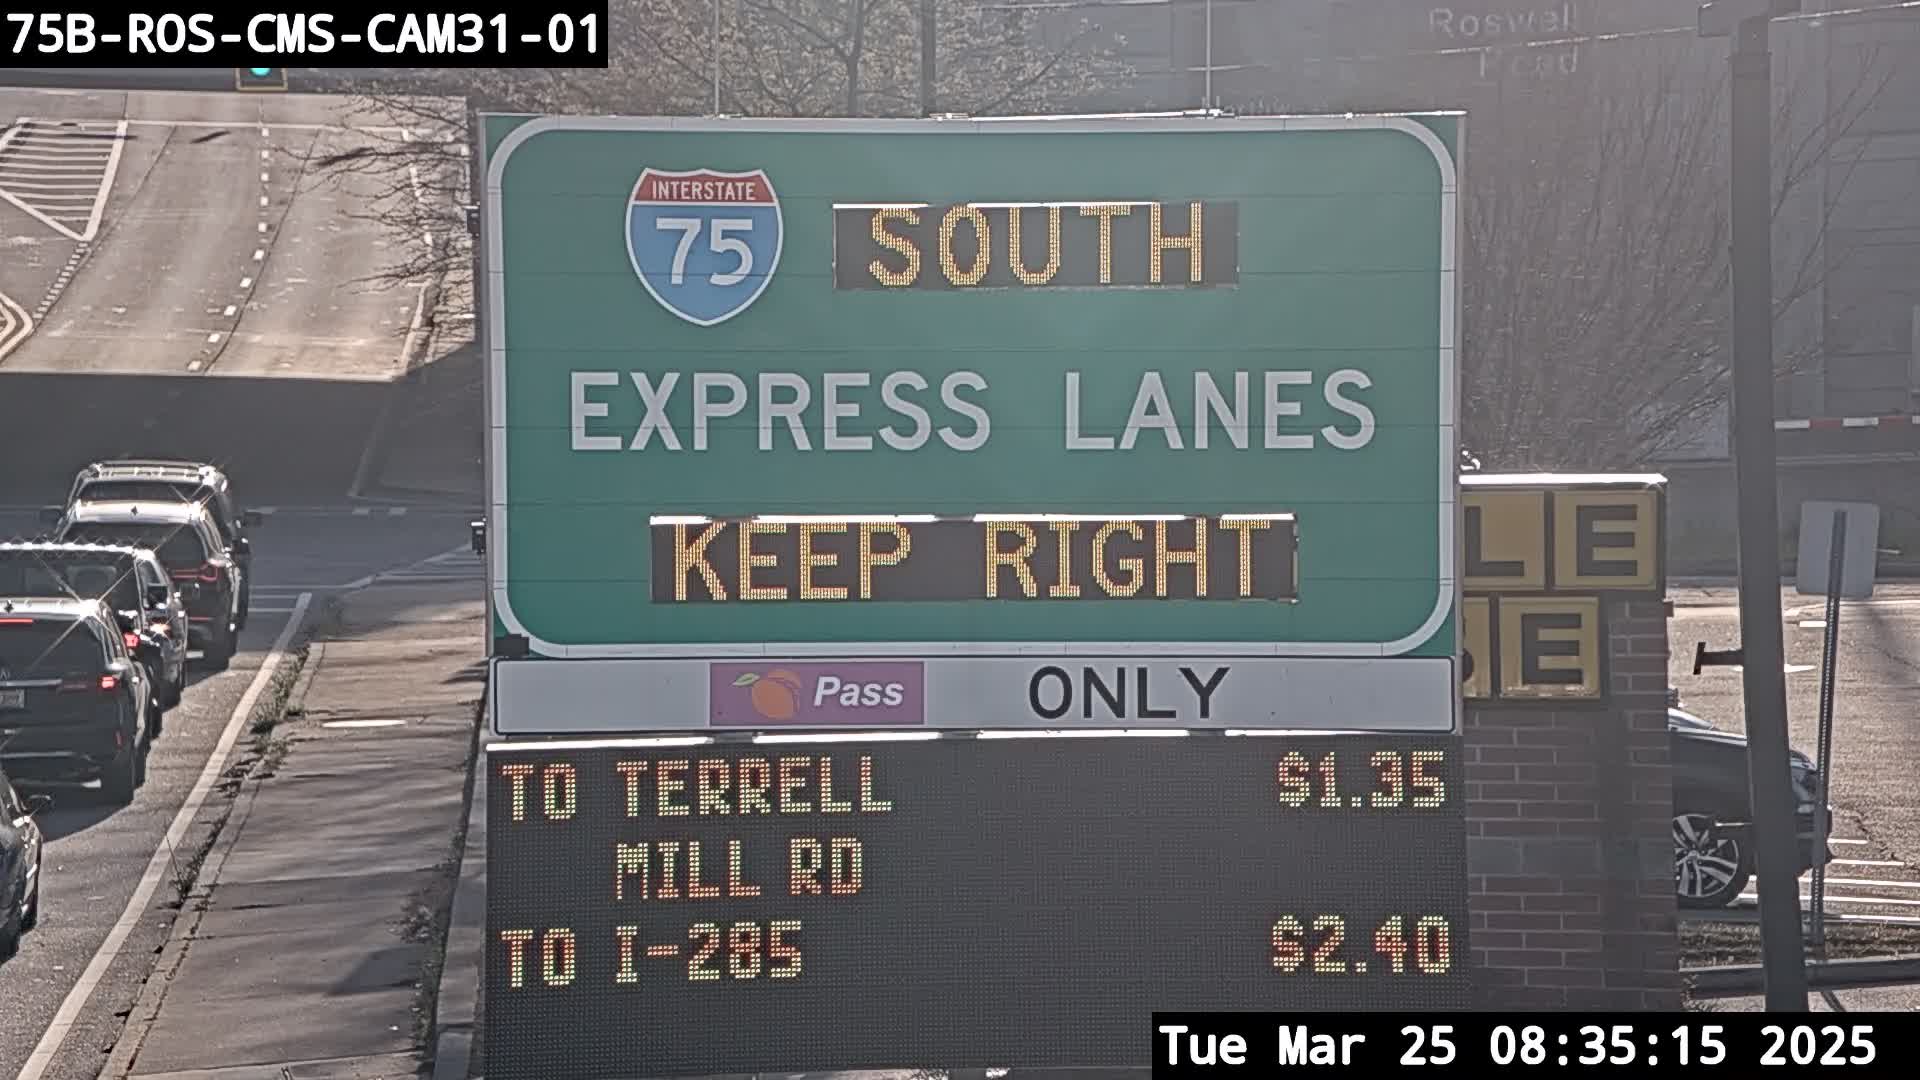 75B-ROS-CMS-CAM31-01
Roswell
Road
INTERSTATE
75
SOUTH
EXPRESS LANES
KEEP RIGHT
Pass ONLY
TO TERRELL $1.35
MILL RD
TO I-285 $2.40
LE
E
Tue Mar 25 08:35:15 2025